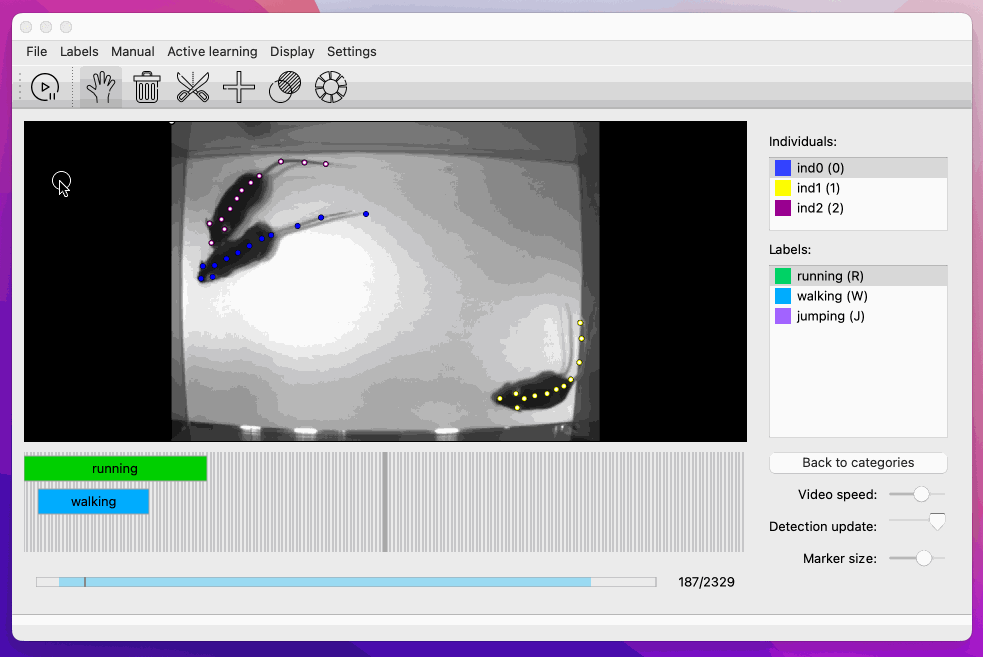 File Labels Manual Active learning Display Settings
Individuals:
ind0 (0)
ind1 (1)
ind2 (2)
Labels:
running (R)
walking (W)
jumping (J)
running
walking
Back to categories
Video speed:
Detection update:
Marker size:
187/2329